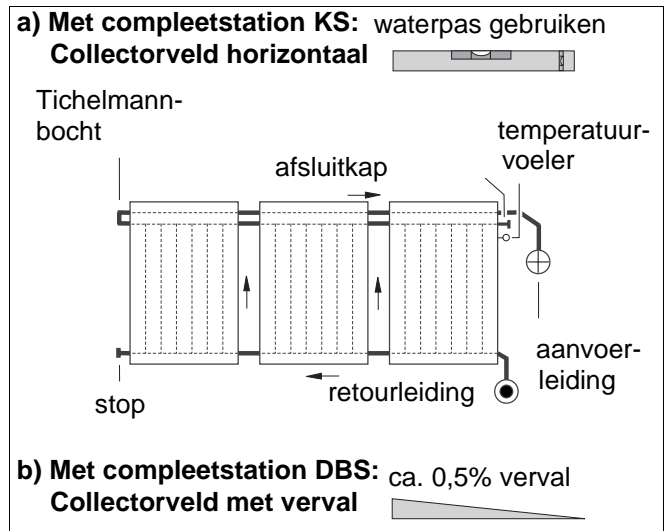 a) Met compleetstation KS: waterpas gebruiken
Collectorveld horizontaal
Tichelmann-
bocht
temperatuur-
voeler
afsluitkap
aanvoer-
leiding
retourleiding
stop
b) Met compleetstation DBS: ca. 0,5% verval
Collectorveld met verval